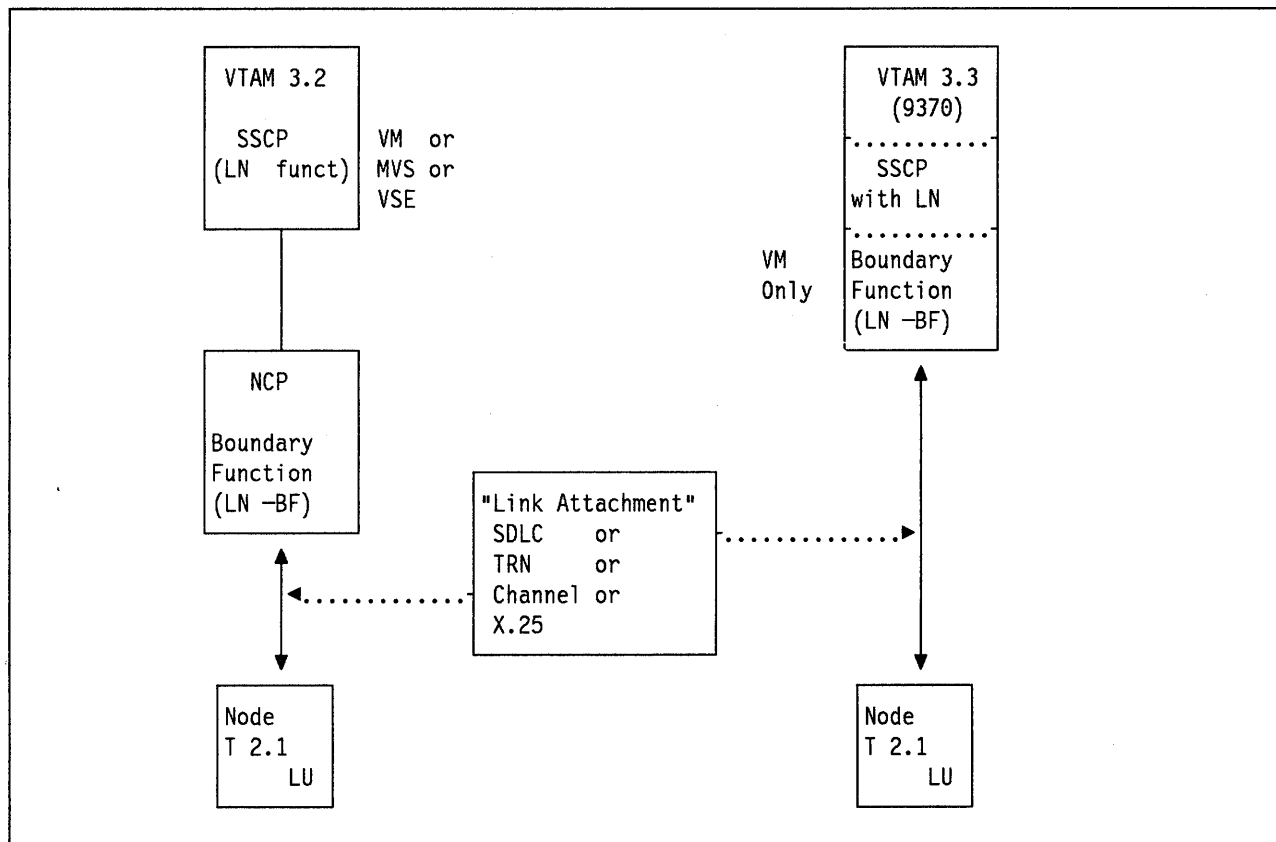 VTAM 3.2
SSCP
(LN funct)
VM or
MVS or
VSE
NCP
Boundary
Function
(LN —BF)
Node
T 2.1
LU
"Link Attachment"
SDLC or
TRN or
Channel or
X.25
VTAM 3.3
(9370)
SSCP
with LN
Boundary
Function
(LN —BF)
VM
Only
Node
T 2.1
LU